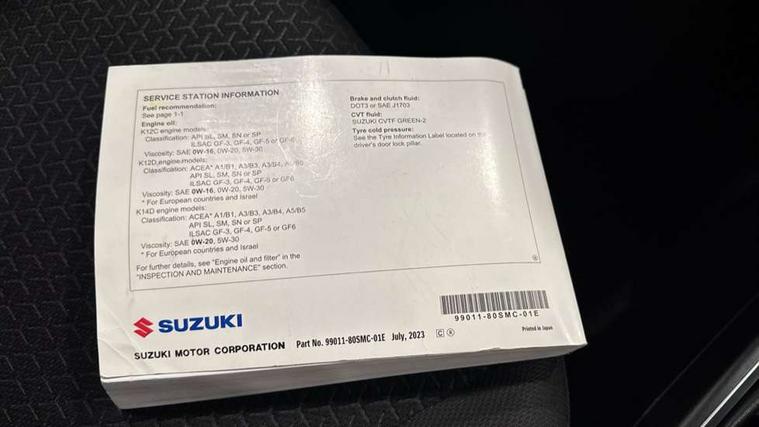 SERVICE STATION INFORMATION
Fuel recommendation:
See page 1-1
Engine oil:
K12C engine models:
Classification: API SL, SM, SN or SP
ILSAC GF-3, GF-4, GF-5 or GF-6
Viscosity: SAE 0W-16, 0W-20, 5W-30
K12D engine models:
Classification: ACEA* A1/B1, A3/B3, A3/B4, A5/B5
API SL, SM, SN or SP
ILSAC GF-3, GF-4, GF-5 or GF6
Viscosity: SAE 0W-16, 0W-20, 5W-30
* For European countries and Israel
K14D engine models:
Classification: ACEA* A1/B1, A3/B3, A3/B4, A5/B5
API SL, SM, SN or SP
ILSAC GF-3, GF-4, GF-5 or GF6
Viscosity: SAE 0W-20, 5W-30
* For European countries and Israel
For further details, see "Engine oil and filter" in the
"INSPECTION AND MAINTENANCE" section.
Brake and clutch fluid:
DOT3 or SAE J1703
CVT fluid:
SUZUKI CVTF GREEN-2
Tyre cold pressure:
See the Tyre Information Label located on the
driver's door lock pillar.
SUZUKI
99011-80SMC-01E
SUZUKI MOTOR CORPORATION Part No. 99011-80SMC-01E July, 2023
Printed in Japan